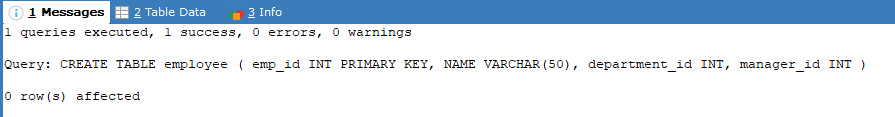 1 Messages 2 Table Data 3 Info
1 queries executed, 1 success, 0 errors, 0 warnings
Query: CREATE TABLE employee ( emp_id INT PRIMARY KEY, NAME VARCHAR(50), department_id INT, manager_id INT )
0 row(s) affected